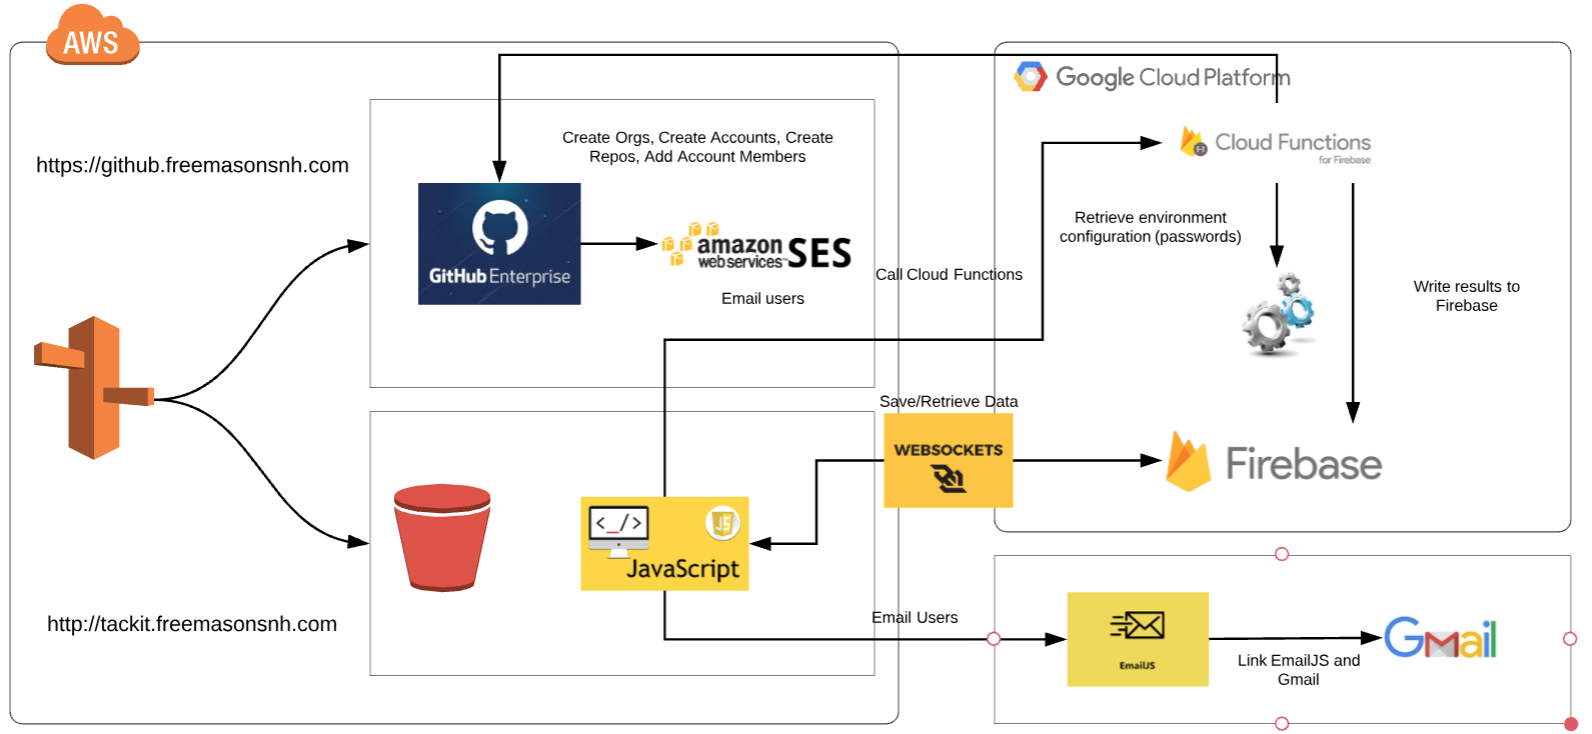 AWS
Google Cloud Platform
https://github.freemasonsnh.com
Create Orgs, Create Accounts, Create
Repos, Add Account Members
Cloud Functions
for Firebase
GitHub Enterprise
amazon
web services
SES
Email users
Call Cloud Functions
Retrieve environment
configuration (passwords)
Write results to
Firebase
Save/Retrieve Data
WEBSOCKETS
Firebase
<_/>
JS
JavaScript
http://tackit.freemasonsnh.com
Email Users
EmailJS
Link EmailJS and
Gmail
Gmail